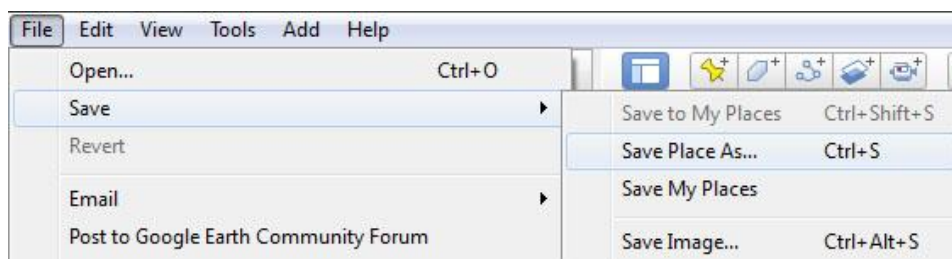 File Edit View Tools Add Help
Open... Ctrl+O
Save
Revert
Email
Post to Google Earth Community Forum
Save to My Places Ctrl+Shift+S
Save Place As... Ctrl+S
Save My Places
Save Image... Ctrl+Alt+S